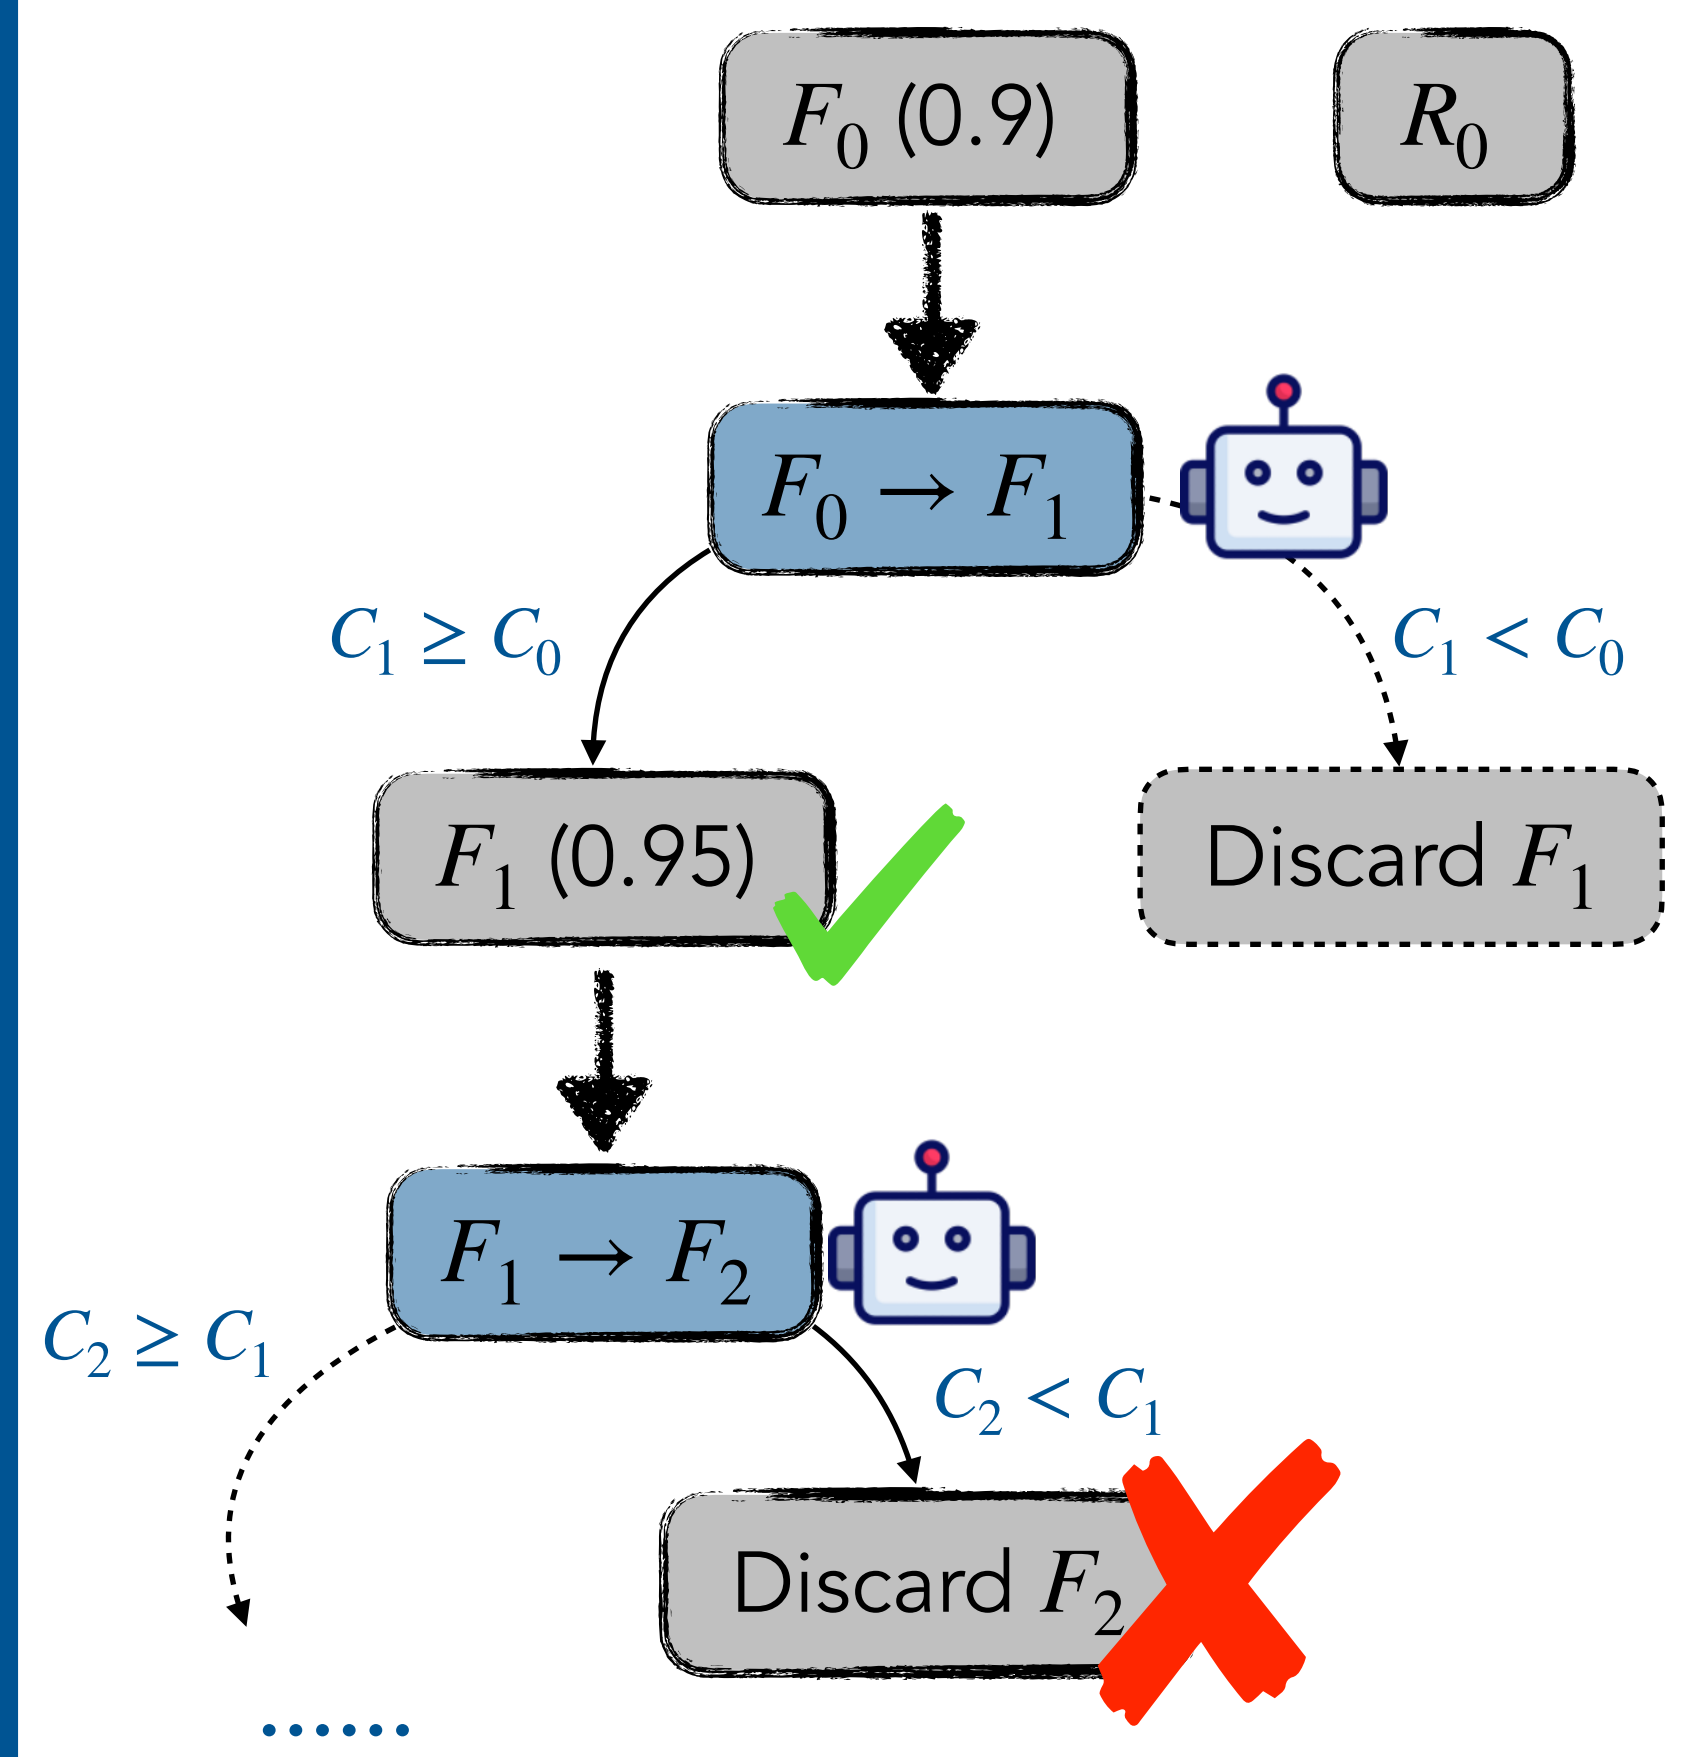 F₀ (0.9)
R₀
F₀ → F₁
C₁ ≥ C₀
C₁ < C₀
F₁ (0.95)
Discard F₁
F₁ → F₂
C₂ ≥ C₁
C₂ < C₁
Discard F₂
······